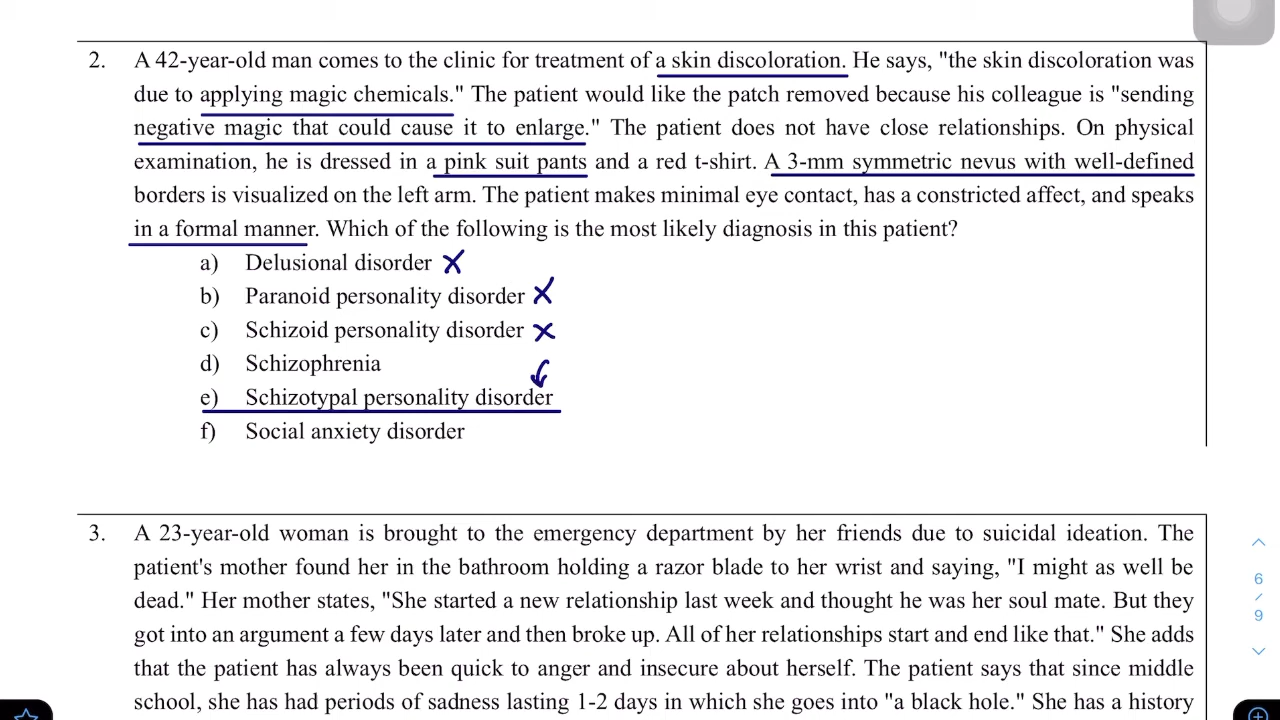 2. A 42-year-old man comes to the clinic for treatment of a skin discoloration. He says, "the skin discoloration was
due to applying magic chemicals." The patient would like the patch removed because his colleague is "sending
negative magic that could cause it to enlarge." The patient does not have close relationships. On physical
examination, he is dressed in a pink suit pants and a red t-shirt. A 3-mm symmetric nevus with well-defined
borders is visualized on the left arm. The patient makes minimal eye contact, has a constricted affect, and speaks
in a formal manner. Which of the following is the most likely diagnosis in this patient?
a) Delusional disorder
b) Paranoid personality disorder
c) Schizoid personality disorder
d) Schizophrenia
e) Schizotypal personality disorder
f) Social anxiety disorder
3. A 23-year-old woman is brought to the emergency department by her friends due to suicidal ideation. The
patient's mother found her in the bathroom holding a razor blade to her wrist and saying, "I might as well be
dead." Her mother states, "She started a new relationship last week and thought he was her soul mate. But they
got into an argument a few days later and then broke up. All of her relationships start and end like that." She adds
that the patient has always been quick to anger and insecure about herself. The patient says that since middle
school, she has had periods of sadness lasting 1-2 days in which she goes into "a black hole." She has a history
6
/
9